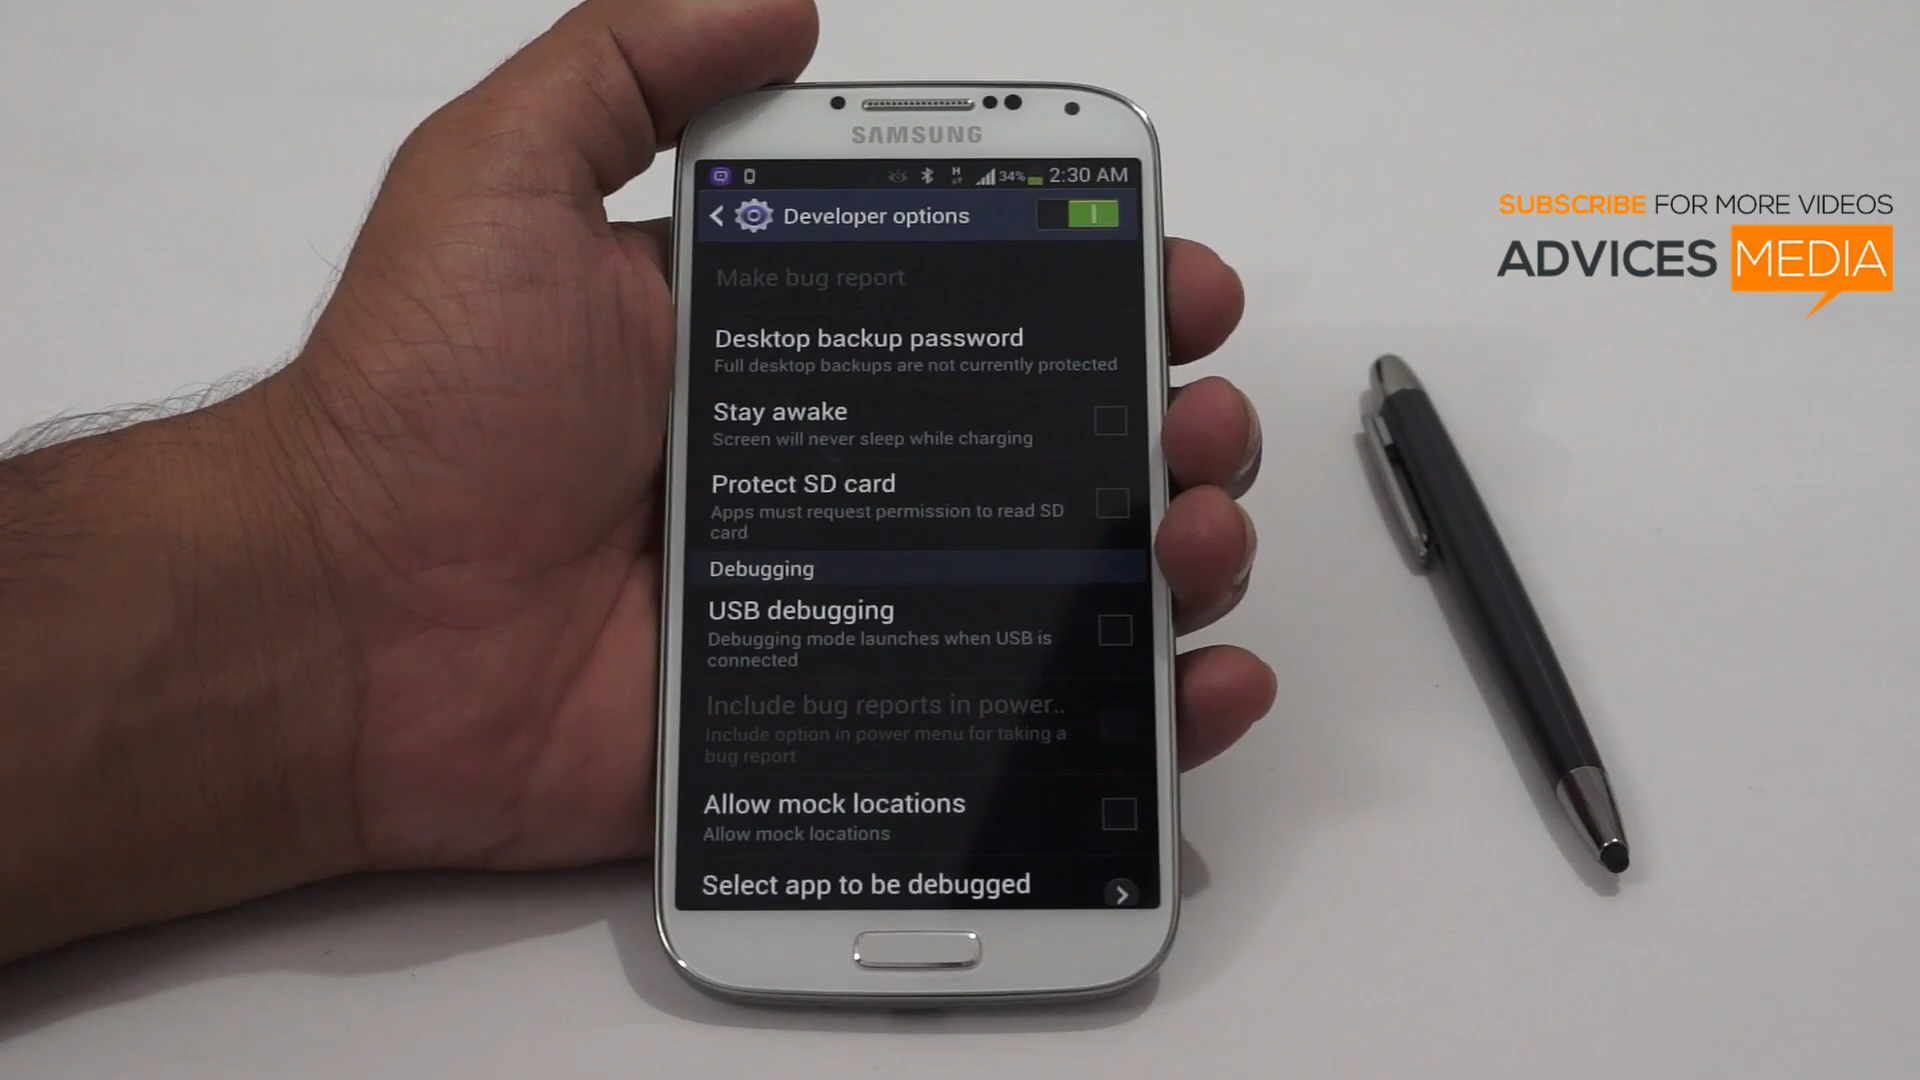 SAMSUNG
34% 2:30 AM
Developer options
Make bug report
Desktop backup password
Full desktop backups are not currently protected
Stay awake
Screen will never sleep while charging
Protect SD card
Apps must request permission to read SD
card
Debugging
USB debugging
Debugging mode launches when USB is
connected
Include bug reports in power..
Include option in power menu for taking a
bug report
Allow mock locations
Allow mock locations
Select app to be debugged
SUBSCRIBE FOR MORE VIDEOS
ADVICES MEDIA